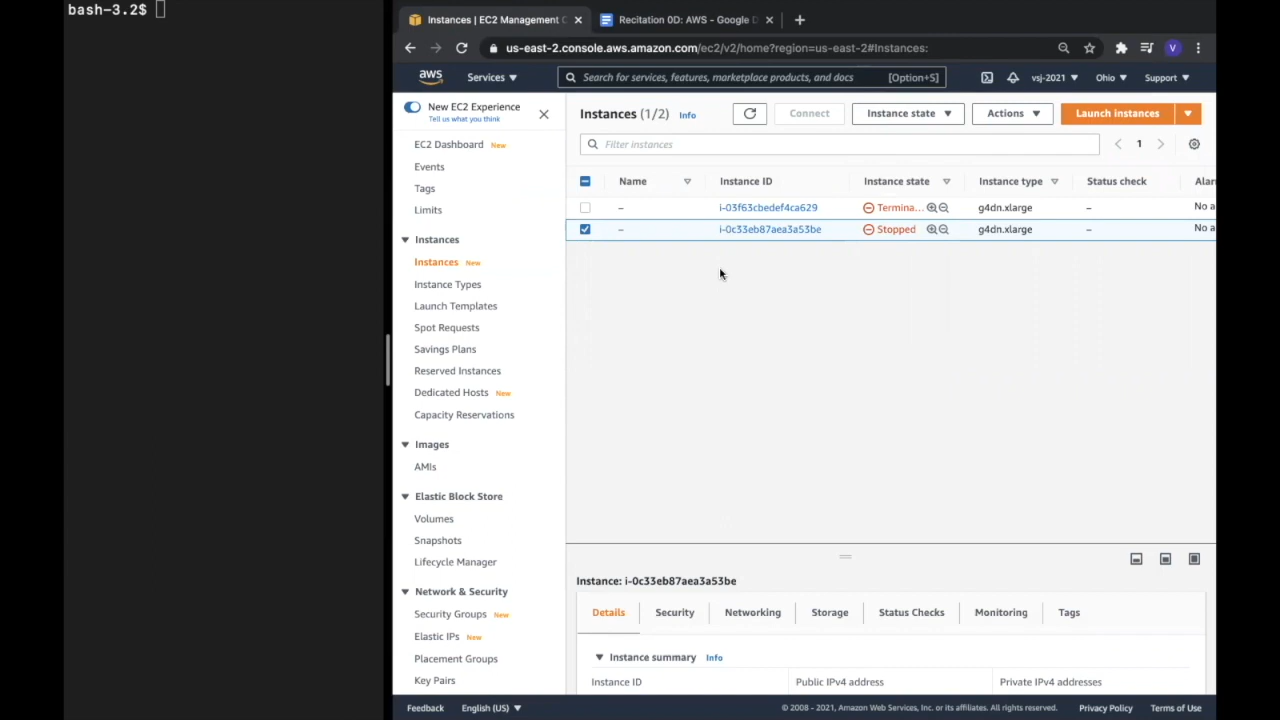 bash-3.2$
Instances | EC2 Management C
Recitation 0D: AWS - Google D
us-east-2.console.aws.amazon.com/ec2/v2/home?region=us-east-2#Instances:
V
aws
Services
Search for services, features, marketplace products, and docs
[Option+S]
vsj-2021
Ohio
Support
New EC2 Experience
Tell us what you think
EC2 Dashboard New
Events
Tags
Limits
Instances
Instances New
Instance Types
Launch Templates
Spot Requests
Savings Plans
Reserved Instances
Dedicated Hosts New
Capacity Reservations
Images
AMIs
Elastic Block Store
Volumes
Snapshots
Lifecycle Manager
Network & Security
Security Groups New
Elastic IPs New
Placement Groups
Key Pairs
Instances (1/2) Info
Connect
Instance state
Actions
Launch instances
Filter instances
1
Name Instance ID Instance state Instance type Status check Alar
– i-03f63cbedef4ca629 Termina... g4dn.xlarge – No a
– i-0c33eb87aea3a53be Stopped g4dn.xlarge – No a
Instance: i-0c33eb87aea3a53be
Details Security Networking Storage Status Checks Monitoring Tags
Instance summary Info
Instance ID Public IPv4 address Private IPv4 addresses
Feedback English (US) © 2008 - 2021, Amazon Web Services, Inc. or its affiliates. All rights reserved. Privacy Policy Terms of Use